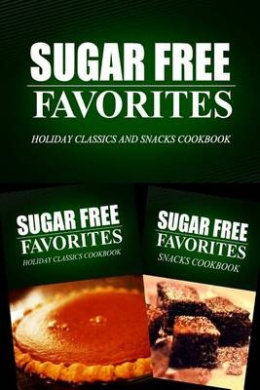 SUGAR FREE
FAVORITES
HOLIDAY CLASSICS AND SNACKS COOKBOOK
SUGAR FREE
FAVORITES
HOLIDAY CLASSICS COOKBOOK
SUGAR FREE
FAVORITES
SNACKS COOKBOOK